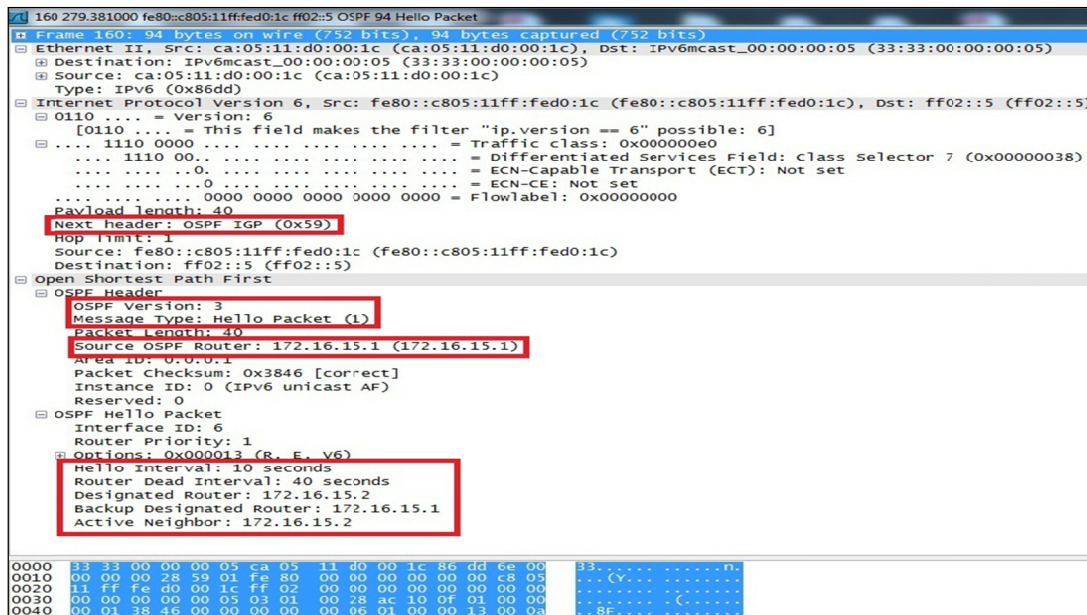 160 279.381000 fe80::c805:11ff:fed0:1c ff02::5 OSPF 94 Hello Packet
Frame 160: 94 bytes on wire (752 bits), 94 bytes captured (752 bits)
Ethernet II, Src: ca:05:11:d0:00:1c (ca:05:11:d0:00:1c), Dst: IPv6mcast_00:00:00:05 (33:33:00:00:00:05)
Destination: IPv6mcast_00:00:00:05 (33:33:00:00:00:05)
Source: ca:05:11:d0:00:1c (ca:05:11:d0:00:1c)
Type: IPv6 (0x86dd)
Internet Protocol Version 6, Src: fe80::c805:11ff:fed0:1c (fe80::c805:11ff:fed0:1c), Dst: ff02::5 (ff02::5)
0110 .... = Version: 6
[0110 .... = This field makes the filter "ip.version == 6" possible: 6]
.... 1110 0000 .... .... .... .... .... = Traffic class: 0x000000e0
.... 1110 00.. .... .... .... .... .... = Differentiated Services Field: Class Selector 7 (0x00000038)
.... .... ..0. .... .... .... .... .... = ECN-Capable Transport (ECT): Not set
.... .... ...0 .... .... .... .... .... = ECN-CE: Not set
.... .... .... 0000 0000 0000 0000 0000 = Flowlabel: 0x00000000
Payload length: 40
Next header: OSPF IGP (0x59)
Hop limit: 1
Source: fe80::c805:11ff:fed0:1c (fe80::c805:11ff:fed0:1c)
Destination: ff02::5 (ff02::5)
Open Shortest Path First
OSPF Header
OSPF Version: 3
Message Type: Hello Packet (1)
Packet Length: 40
Source OSPF Router: 172.16.15.1 (172.16.15.1)
Area ID: 0.0.0.1
Packet Checksum: 0x3846 [correct]
Instance ID: 0 (IPv6 unicast AF)
Reserved: 0
OSPF Hello Packet
Interface ID: 6
Router Priority: 1
Options: 0x000013 (R, E, V6)
Hello Interval: 10 seconds
Router Dead Interval: 40 seconds
Designated Router: 172.16.15.2
Backup Designated Router: 172.16.15.1
Active Neighbor: 172.16.15.2
0000 33 33 00 00 00 05 ca 05 11 d0 00 1c 86 dd 6e 00 33...... ......n.
0010 00 00 00 28 59 01 fe 80 00 00 00 00 00 00 c8 05 ...(Y... ........
0020 11 ff fe d0 00 1c ff 02 00 00 00 00 00 00 00 00 ........ ........
0030 00 00 00 00 00 05 03 01 00 28 ac 10 0f 01 00 00 ........ .(......
0040 00 01 38 46 00 00 00 00 00 06 01 00 00 13 00 0a ..8F.... ........